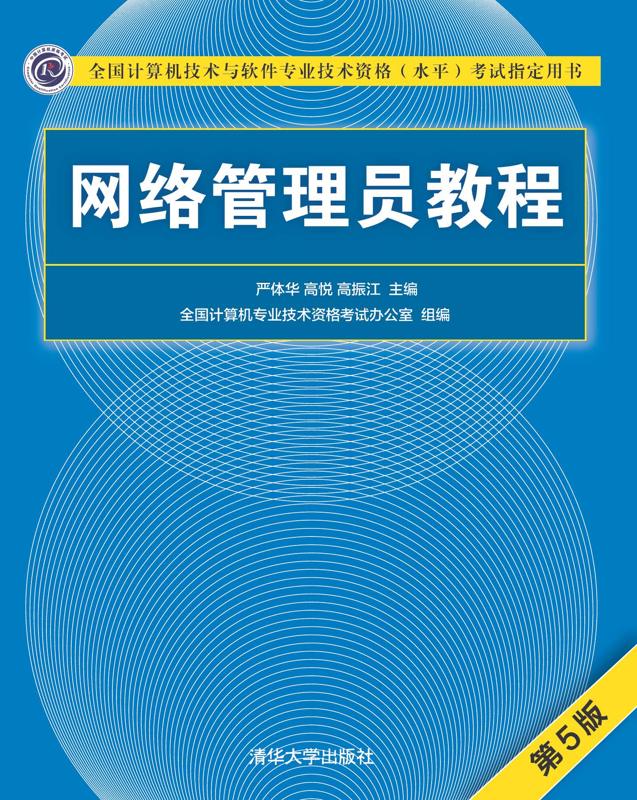 全国计算机技术与软件专业技术资格（水平）考试指定用书
网络管理员教程
严体华 高悦 高振江 主编
全国计算机专业技术资格考试办公室 组编
第5版
清华大学出版社